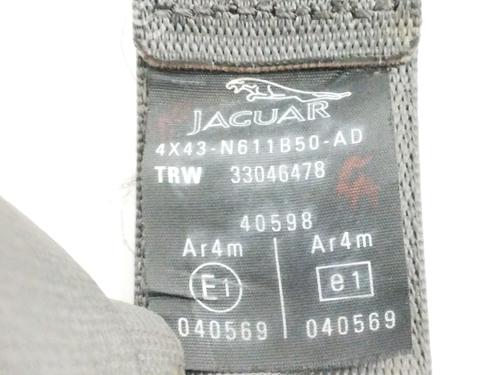 JAGUAR
4X43-N611B50-AD
TRW 33046478
40598
Ar4m Ar4m
E1 e1
040569 040569